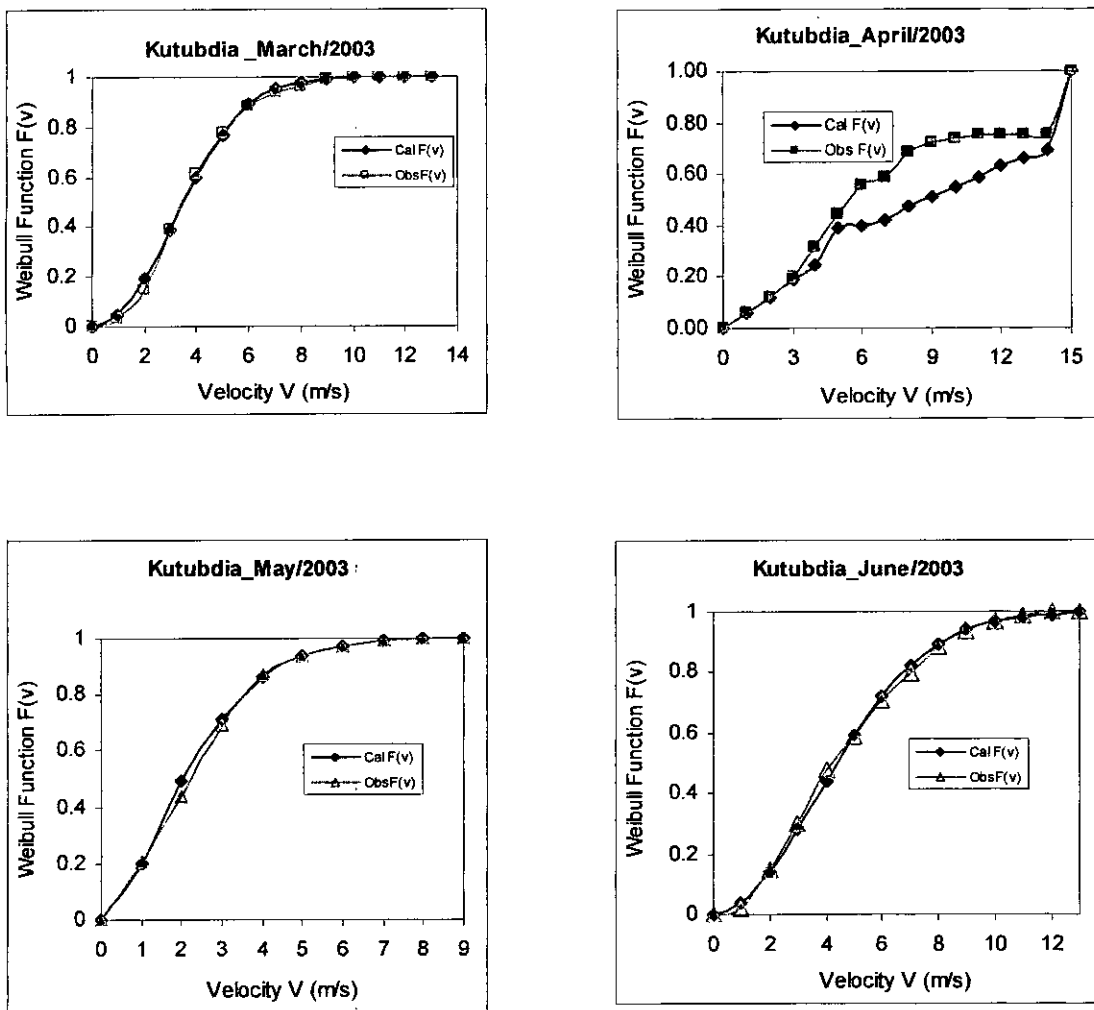 Kutubdia _March/2003
Weibull Function F(v)
1
0.8
0.6
0.4
0.2
0
Cal F(v)
ObsF(v)
0 2 4 6 8 10 12 14
Velocity V (m/s)
Kutubdia_April/2003
Weibull Function F(v)
1.00
0.80
0.60
0.40
0.20
0.00
Cal F(v)
Obs F(v)
0 3 6 9 12 15
Velocity V (m/s)
Kutubdia_May/2003
Weibull Function F(v)
1
0.8
0.6
0.4
0.2
0
Cal F(v)
ObsF(v)
0 1 2 3 4 5 6 7 8 9
Velocity V (m/s)
Kutubdia_June/2003
Weibull Function F(v)
1
0.8
0.6
0.4
0.2
0
Cal F(v)
ObsF(v)
0 2 4 6 8 10 12
Velocity V (m/s)